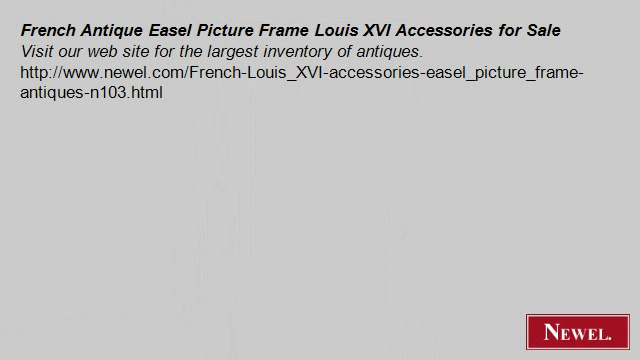 French Antique Easel Picture Frame Louis XVI Accessories for Sale
Visit our web site for the largest inventory of antiques.
http://www.newel.com/French-Louis_XVI-accessories-easel_picture_frame-
antiques-n103.html
NEWEL.